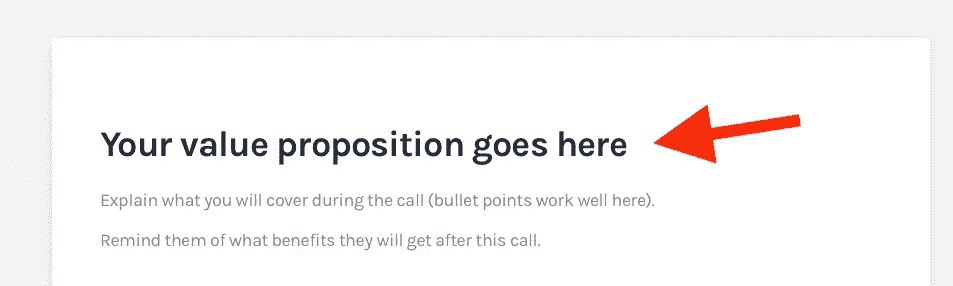 Your value proposition goes here
Explain what you will cover during the call (bullet points work well here).
Remind them of what benefits they will get after this call.